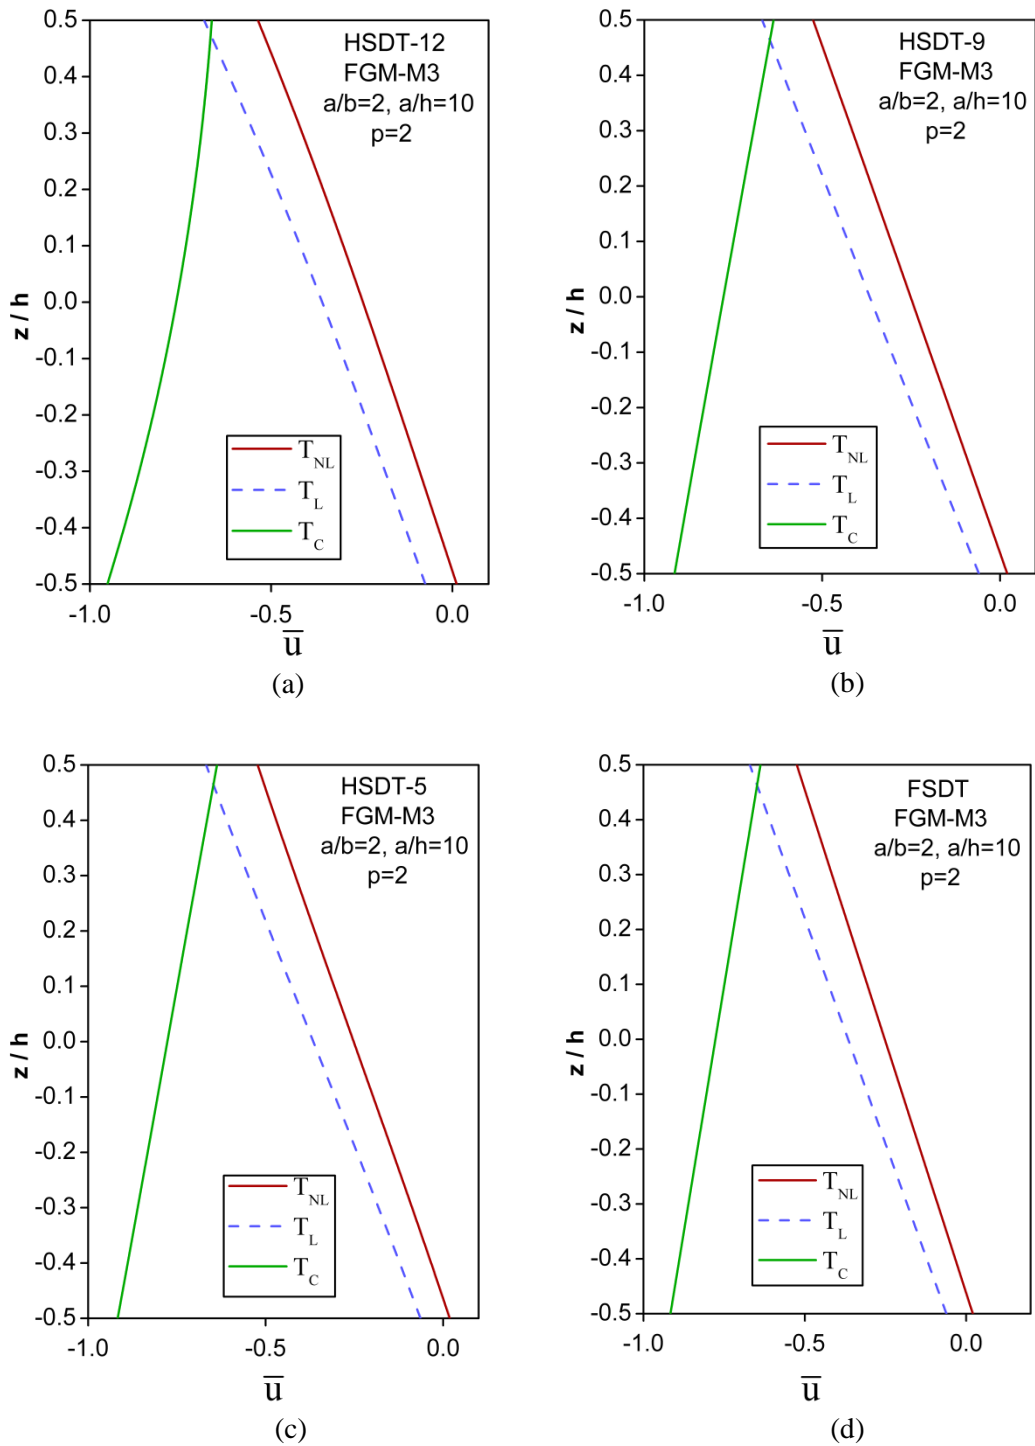 HSDT-12
FGM-M3
a/b=2, a/h=10
p=2
0.5
0.4
0.3
0.2
0.1
0.0
-0.1
-0.2
-0.3
-0.4
-0.5
z / h
T_NL
T_L
T_C
-1.0 -0.5 0.0
u̅
(a)
HSDT-9
FGM-M3
a/b=2, a/h=10
p=2
0.5
0.4
0.3
0.2
0.1
0.0
-0.1
-0.2
-0.3
-0.4
-0.5
z / h
T_NL
T_L
T_C
-1.0 -0.5 0.0
u̅
(b)
HSDT-5
FGM-M3
a/b=2, a/h=10
p=2
0.5
0.4
0.3
0.2
0.1
0.0
-0.1
-0.2
-0.3
-0.4
-0.5
z / h
T_NL
T_L
T_C
-1.0 -0.5 0.0
u̅
(c)
FSDT
FGM-M3
a/b=2, a/h=10
p=2
0.5
0.4
0.3
0.2
0.1
0.0
-0.1
-0.2
-0.3
-0.4
-0.5
z / h
T_NL
T_L
T_C
-1.0 -0.5 0.0
u̅
(d)